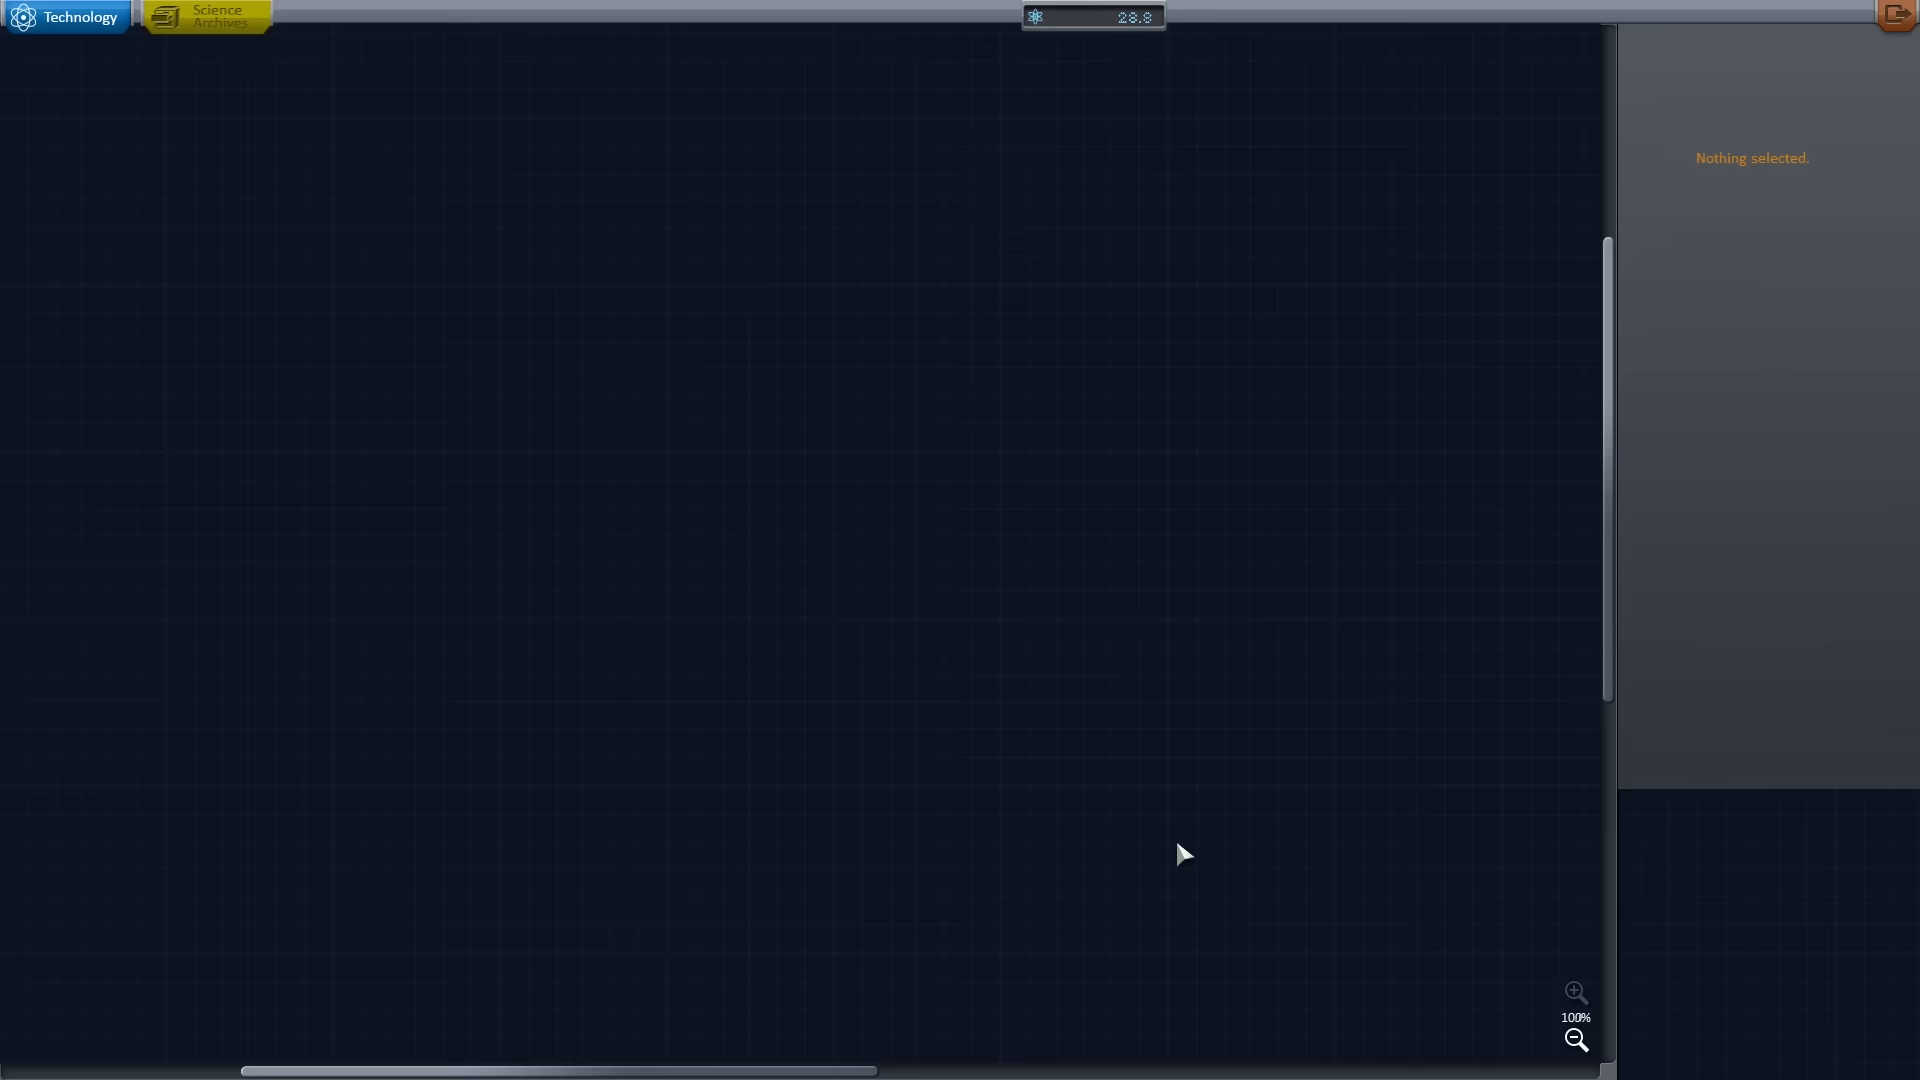 Technology
Science
Archives
28.8
Nothing selected.
100%